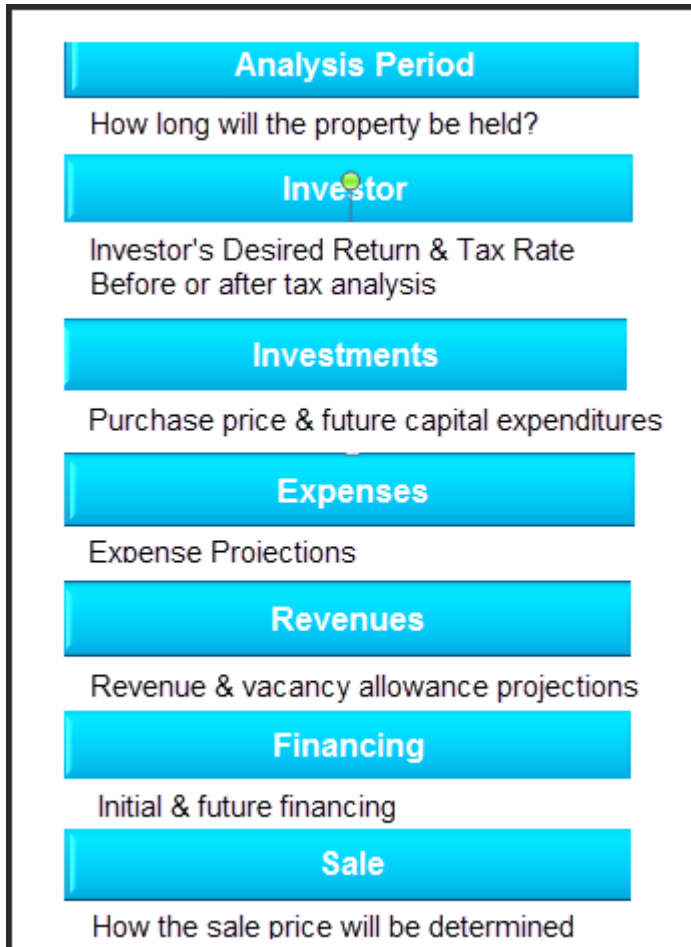 Analysis Period
How long will the property be held?
Investor
Investor's Desired Return & Tax Rate
Before or after tax analysis
Investments
Purchase price & future capital expenditures
Expenses
Expense Projections
Revenues
Revenue & vacancy allowance projections
Financing
Initial & future financing
Sale
How the sale price will be determined